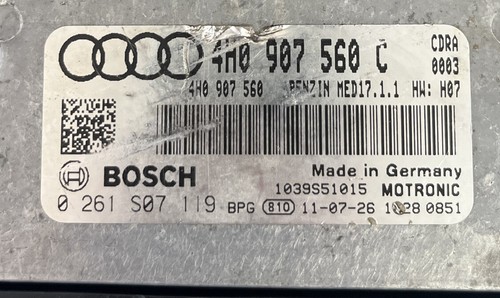 4H0 907 560 C CDRA
0003
4H0 907 560 BENZIN MED17.1.1 HW: H07
BOSCH Made in Germany
1039S51015 MOTRONIC
0 261 S07 119 BPG 810 11-07-26 0851